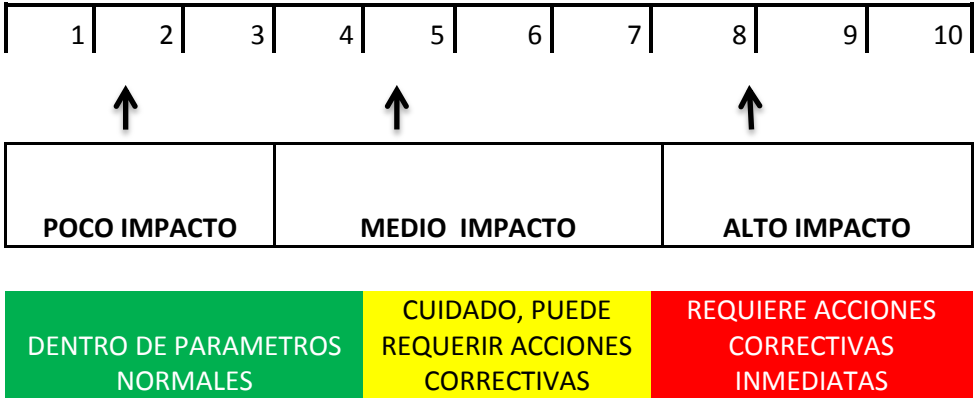 1 2 3 4 5 6 7 8 9 10
POCO IMPACTO MEDIO IMPACTO ALTO IMPACTO
DENTRO DE PARAMETROS
NORMALES
CUIDADO, PUEDE
REQUERIR ACCIONES
CORRECTIVAS
REQUIERE ACCIONES
CORRECTIVAS
INMEDIATAS